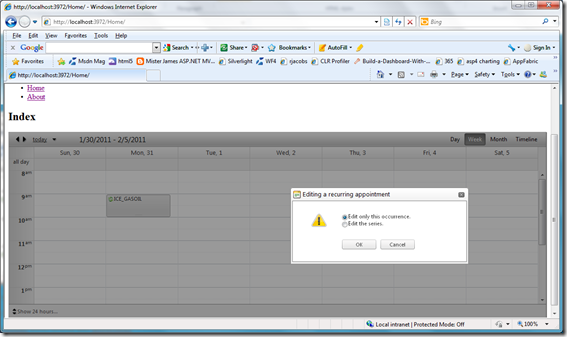 http://localhost:3972/Home/ - Windows Internet Explorer
http://localhost:3972/Home/
Bing
File Edit View Favorites Tools Help
Google Search Share Bookmarks AutoFill Sign In
Favorites Msdn Mag html5 Mister James ASP.NET MV... Silverlight WF4 rjacobs CLR Profiler Build-a-Dashboard-With-... 365 asp4 charting AppFabric
http://localhost:3972/Home/
Page Safety Tools
Home
About
Index
today 1/30/2011 - 2/5/2011 Day Week Month Timeline
Sun, 30 Mon, 31 Tue, 1 Wed, 2 Thu, 3 Fri, 4 Sat, 5
all day
8am
9am
ICE_GASOIL
10am
11am
12pm
1pm
Editing a recurring appointment
Edit only this occurrence.
Edit the series.
OK Cancel
Show 24 hours...
Local intranet | Protected Mode: Off 100%